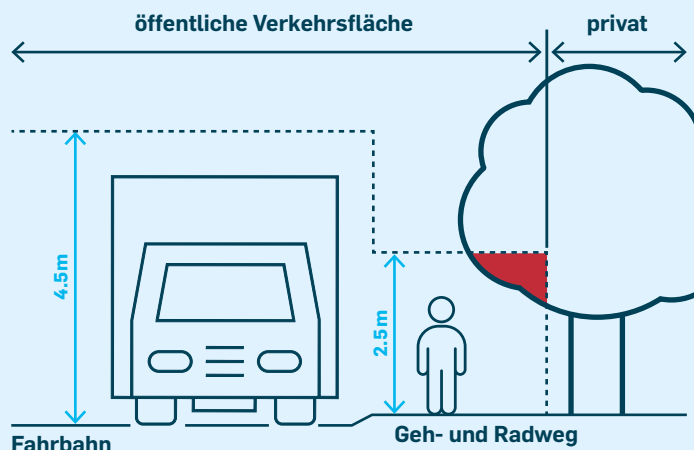 öffentliche Verkehrsfläche
privat
4.5m
2.5m
Fahrbahn
Geh- und Radweg